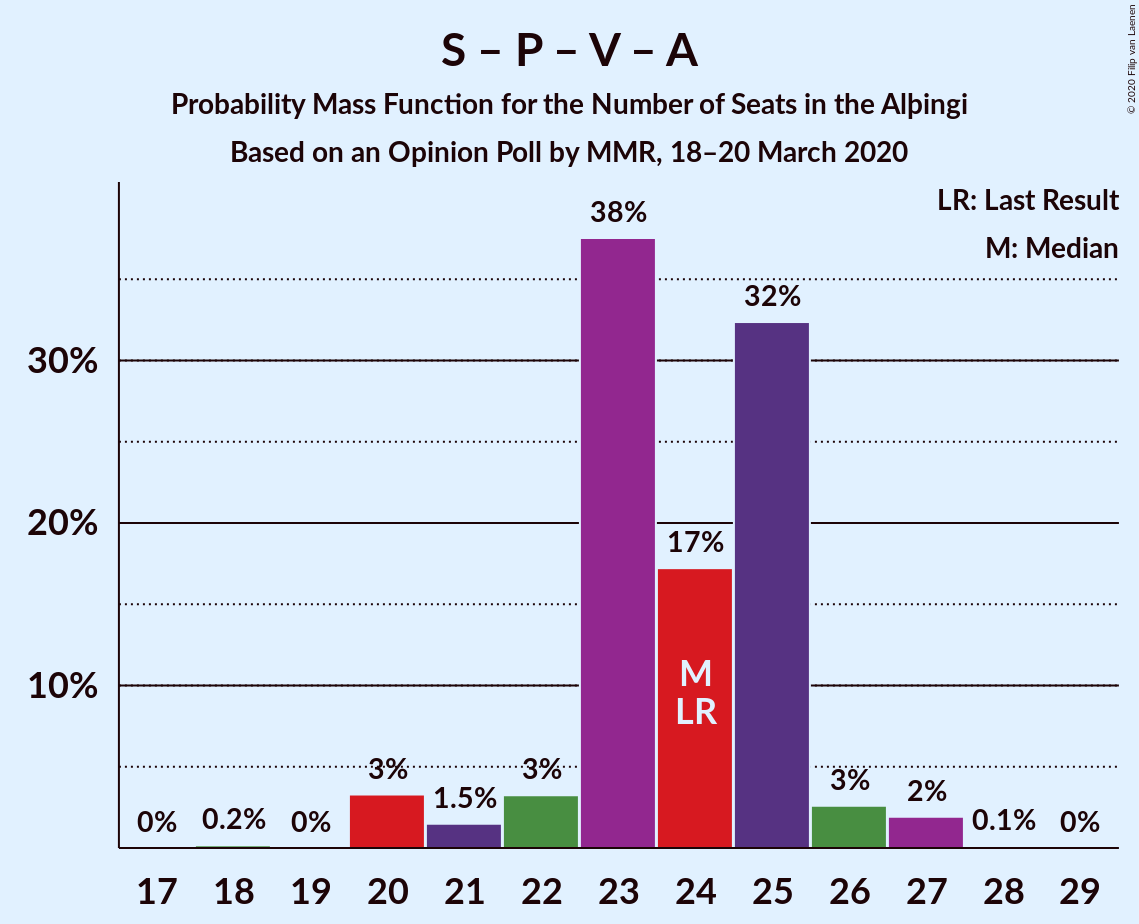 S – P – V – A
Probability Mass Function for the Number of Seats in the Alþingi
Based on an Opinion Poll by MMR, 18–20 March 2020
© 2020 Filip van Laenen
LR: Last Result
M: Median
38%
32%
30%
20%
17%
10%
M
LR
0%
0.2%
0%
3%
1.5%
3%
3%
2%
0.1%
0%
17 18 19 20 21 22 23 24 25 26 27 28 29